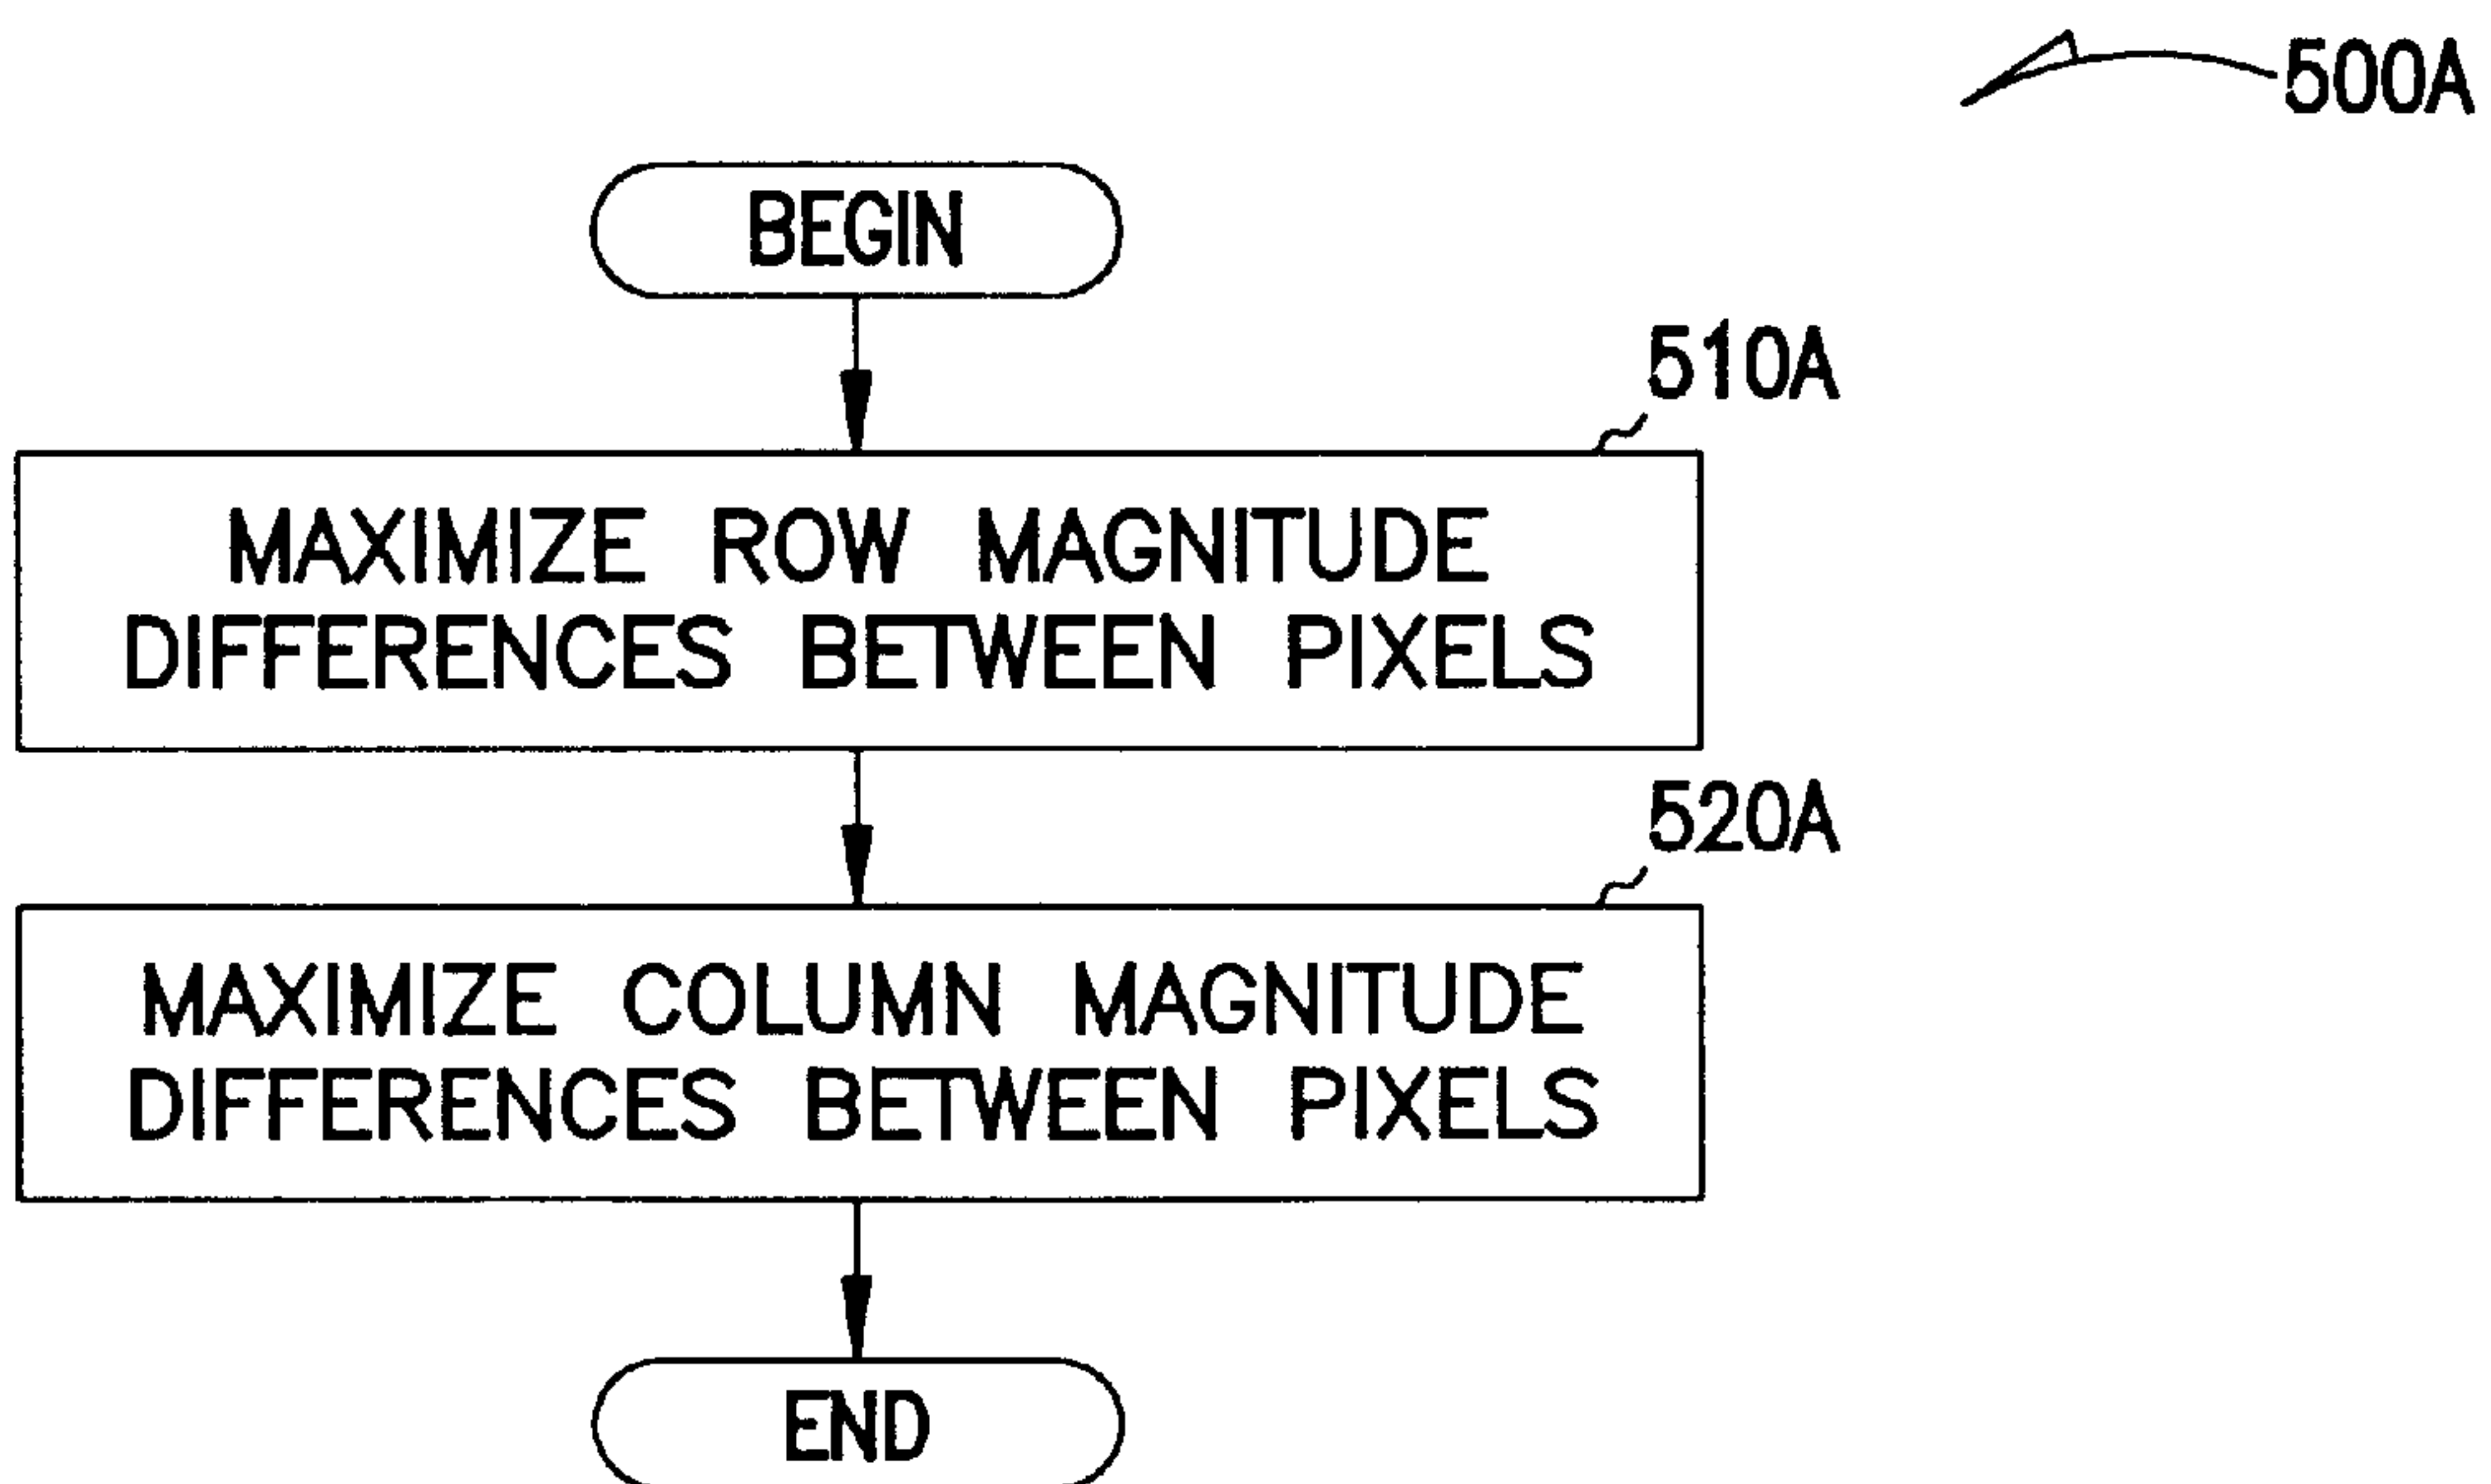 500A
BEGIN
510A
MAXIMIZE ROW MAGNITUDE
DIFFERENCES BETWEEN PIXELS
520A
MAXIMIZE COLUMN MAGNITUDE
DIFFERENCES BETWEEN PIXELS
END